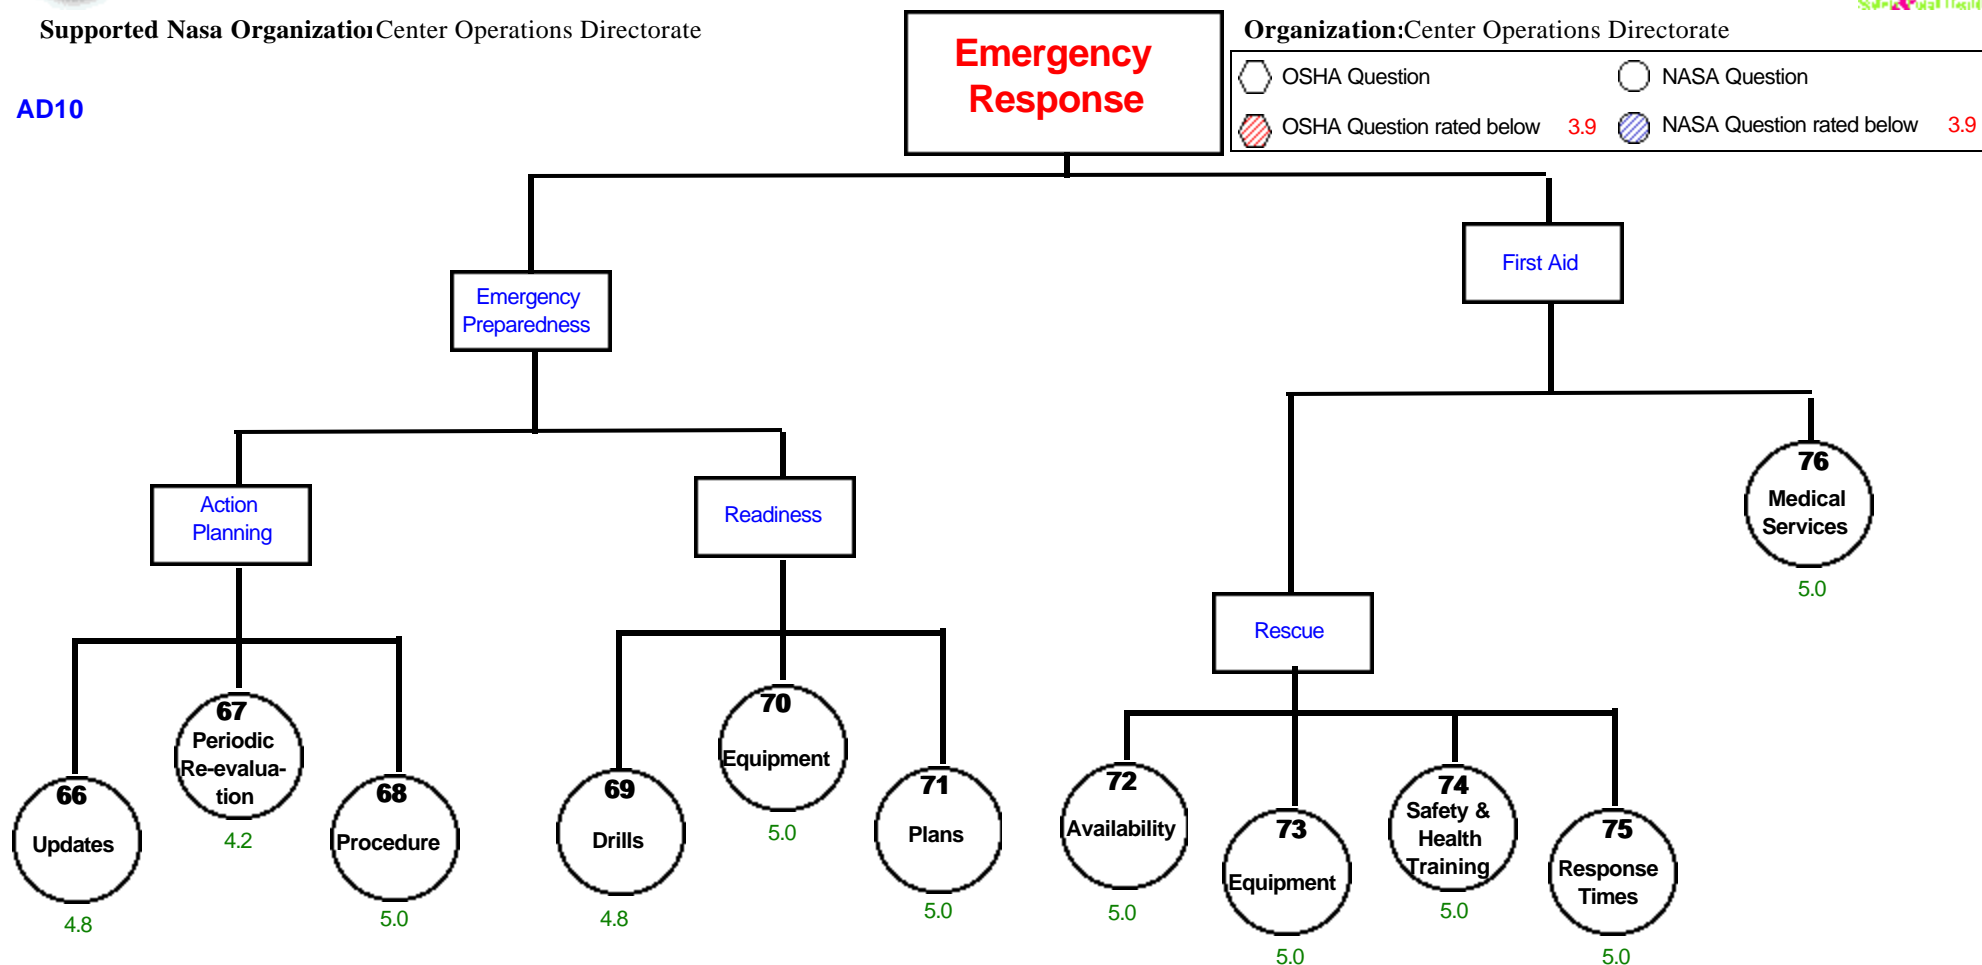 Supported Nasa Organization Center Operations Directorate
Organization: Center Operations Directorate
AD10
Emergency
Response
OSHA Question
NASA Question
OSHA Question rated below 3.9
NASA Question rated below 3.9
Emergency
Preparedness
First Aid
Action
Planning
Readiness
Rescue
76
Medical
Services
5.0
66
Updates
4.8
67
Periodic
Re-evalua-
tion
4.2
68
Procedure
5.0
69
Drills
4.8
70
Equipment
5.0
71
Plans
5.0
72
Availability
5.0
73
Equipment
5.0
74
Safety &
Health
Training
5.0
75
Response
Times
5.0